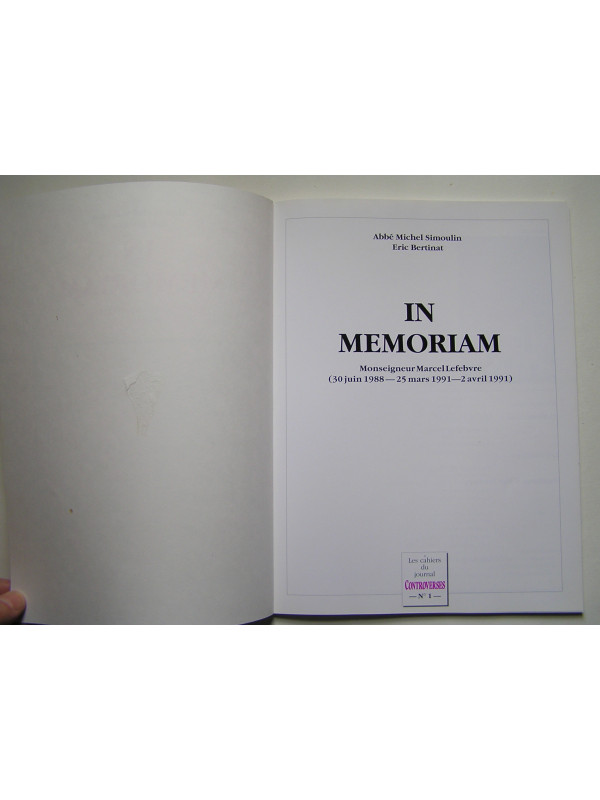 Abbé Michel Simoulin
Eric Bertinat
IN
MEMORIAM
Monseigneur Marcel Lefebvre
(30 juin 1988 — 25 mars 1991 — 2 avril 1991)
Les cahiers
du
journal
CONTROVERSES
— N° 1 —